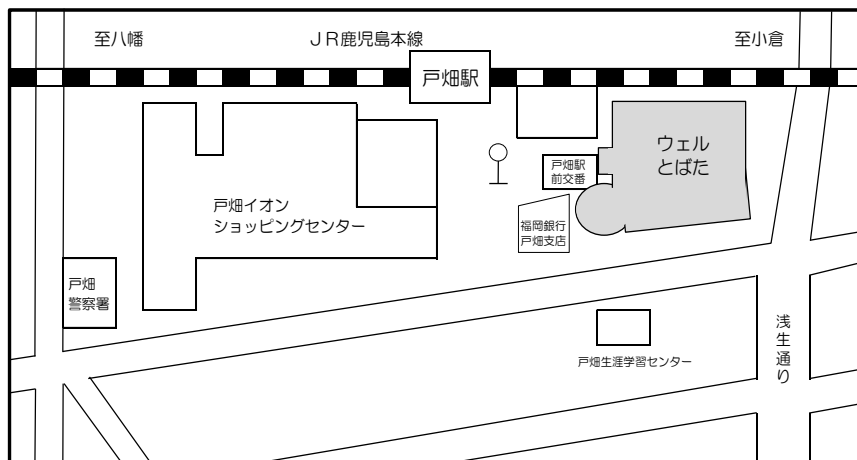 至八幡
ＪＲ鹿児島本線
至小倉
戸畑駅
ウェル
とばた
戸畑駅
前交番
福岡銀行
戸畑支店
戸畑イオン
ショッピングセンター
戸畑
警察署
浅生通り
戸畑生涯学習センター